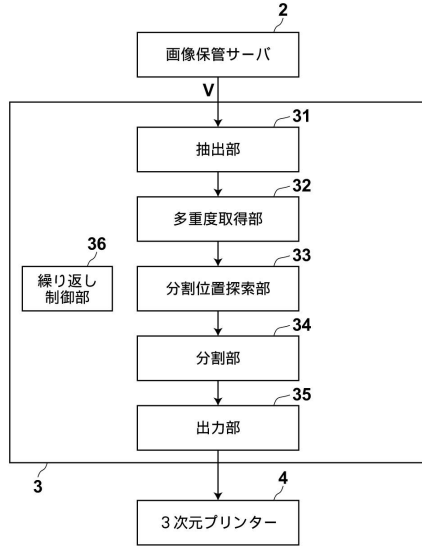 2
画像保管サーバ
V
31
抽出部
32
多重度取得部
36
繰り返し
制御部
33
分割位置探索部
34
分割部
35
出力部
3
4
3次元プリンター